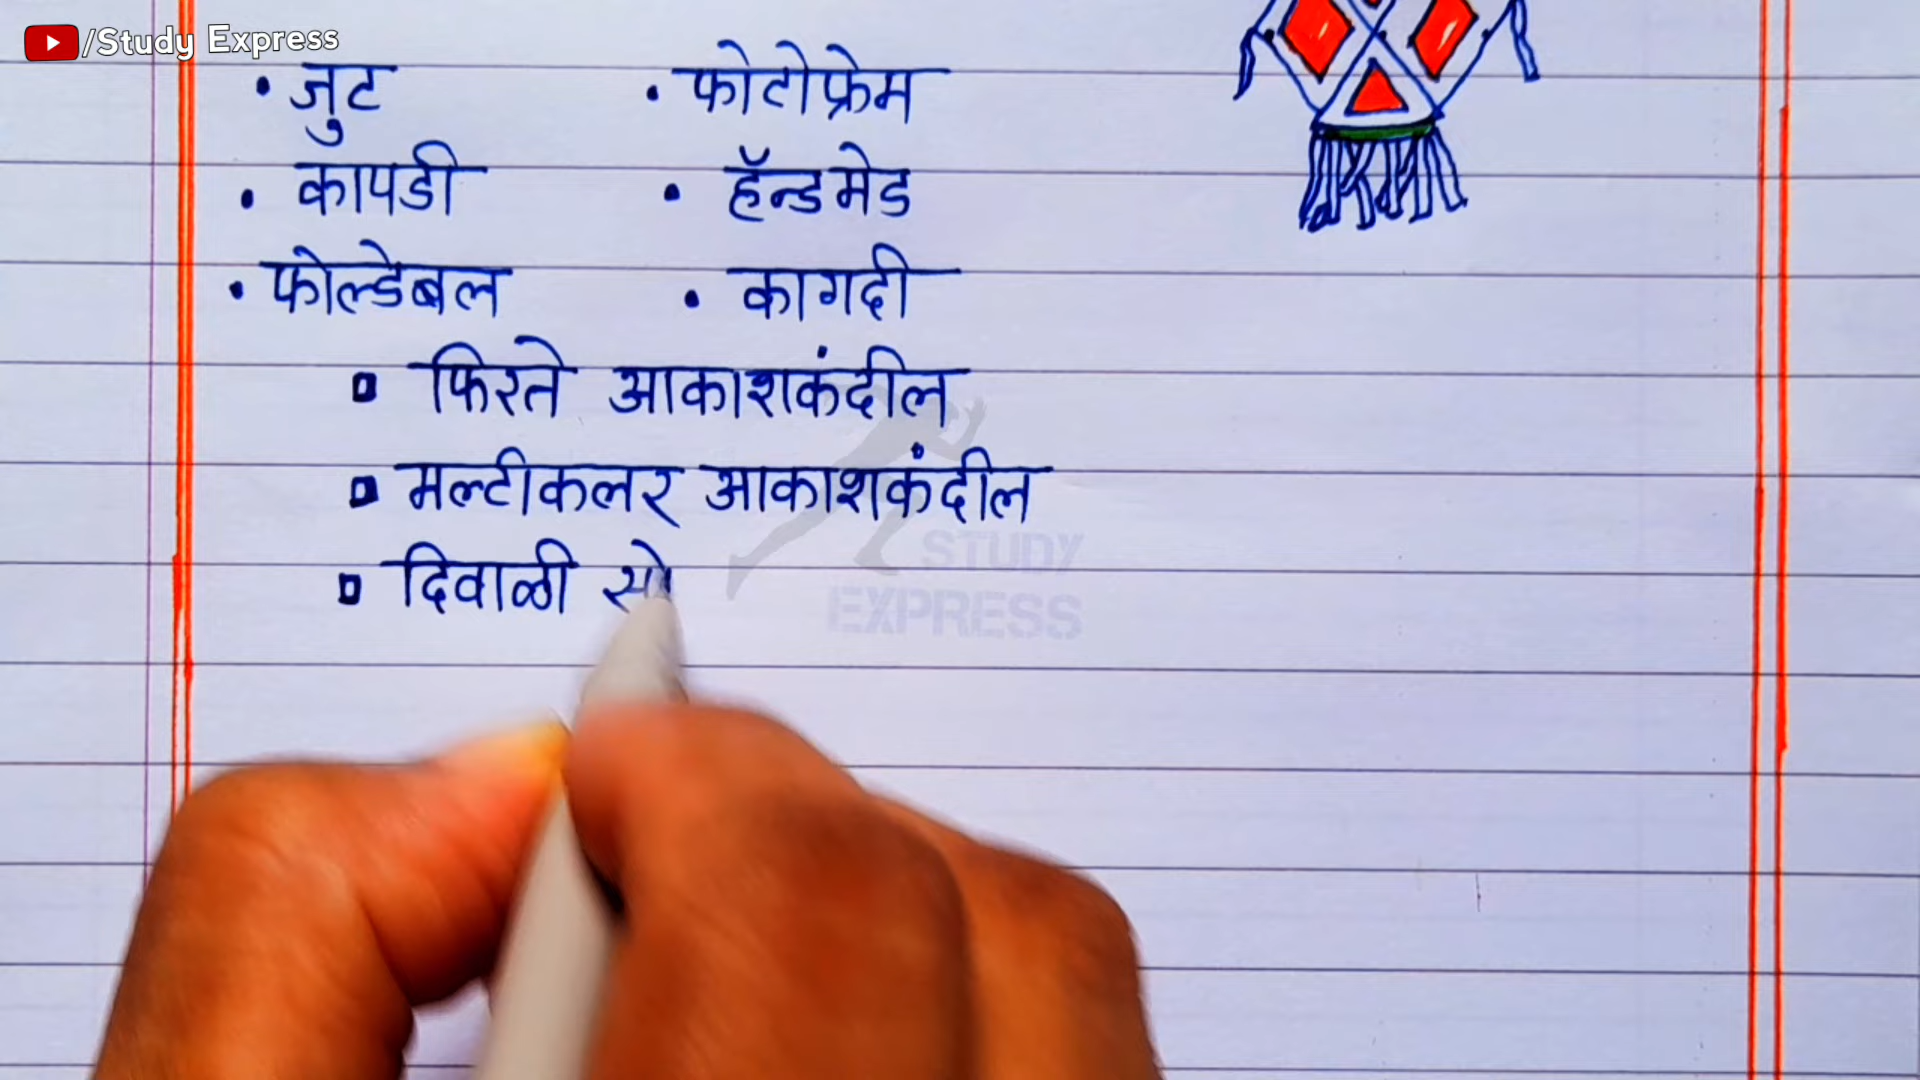 /Study Express
• जुट • फोटोफ्रेम
• कापडी • हॅन्डमेड
• फोल्डेबल • कागदी
▫ फिरते आकाशकंदील
▫ मल्टीकलर आकाशकंदील
▫ दिवाळी
STUDY
EXPRESS